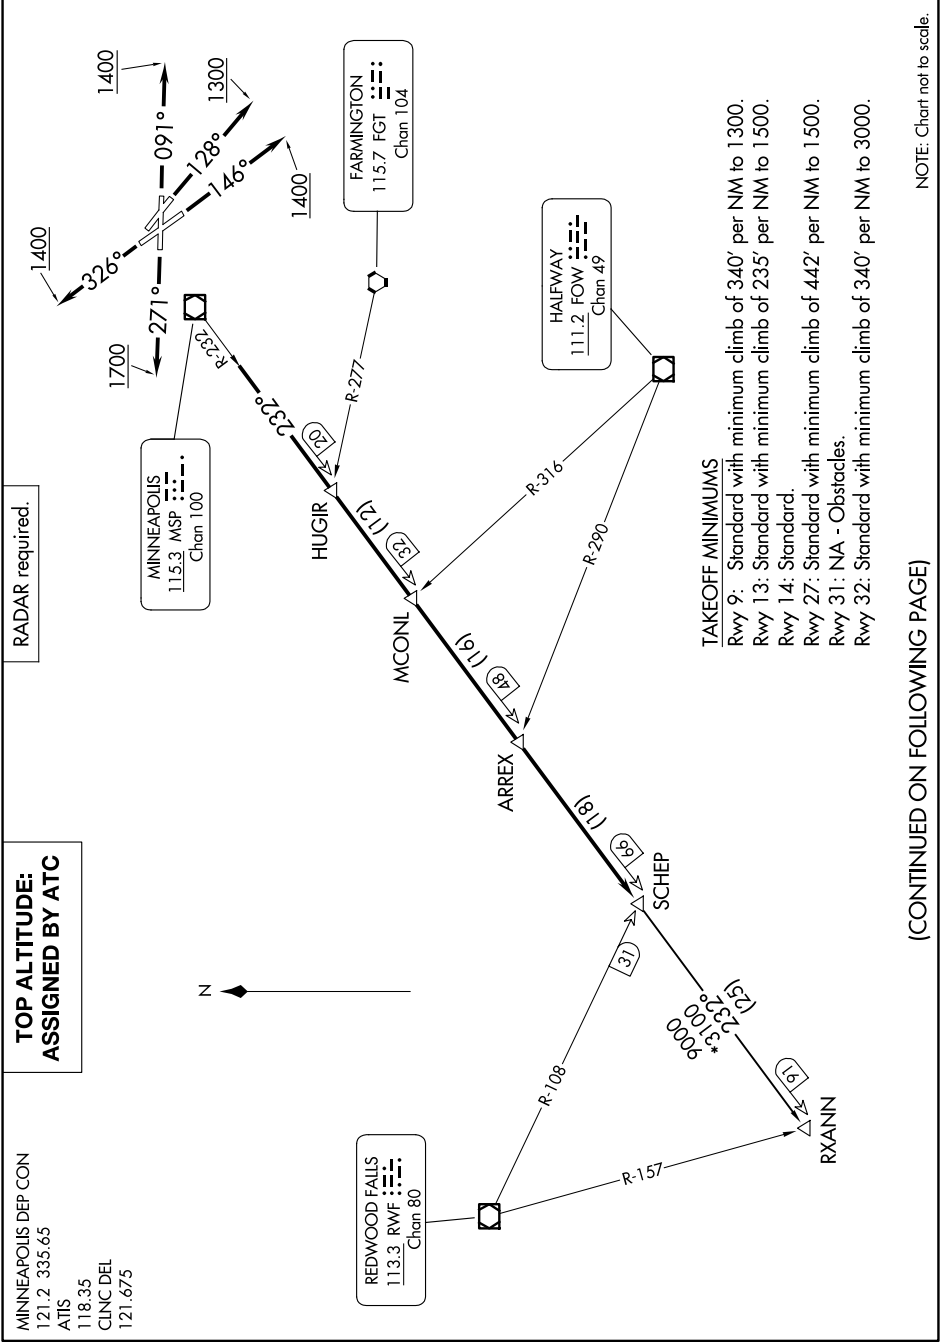 MINNEAPOLIS DEP CON
121.2 335.65
ATIS
118.35
CLNC DEL
121.675
TOP ALTITUDE:
ASSIGNED BY ATC
RADAR required.
1400
326°
271°
1700
1400
091°
128°
1300
146°
1400
MINNEAPOLIS
115.3 MSP
Chan 100
R-232
232°
FARMINGTON
115.7 FGT
Chan 104
R-277
20
HUGIR
(12)
32
MCONL
(16)
48
ARREX
(18)
66
SCHEP
HALFWAY
111.2 FOW
Chan 49
R-316
R-290
N
REDWOOD FALLS
113.3 RWF
Chan 80
R-108
31
R-157
9000
*3100
232°
(25)
91
RXANN
TAKEOFF MINIMUMS
Rwy 9: Standard with minimum climb of 340' per NM to 1300.
Rwy 13: Standard with minimum climb of 235' per NM to 1500.
Rwy 14: Standard.
Rwy 27: Standard with minimum climb of 442' per NM to 1500.
Rwy 31: NA - Obstacles.
Rwy 32: Standard with minimum climb of 340' per NM to 3000.
(CONTINUED ON FOLLOWING PAGE)
NOTE: Chart not to scale.